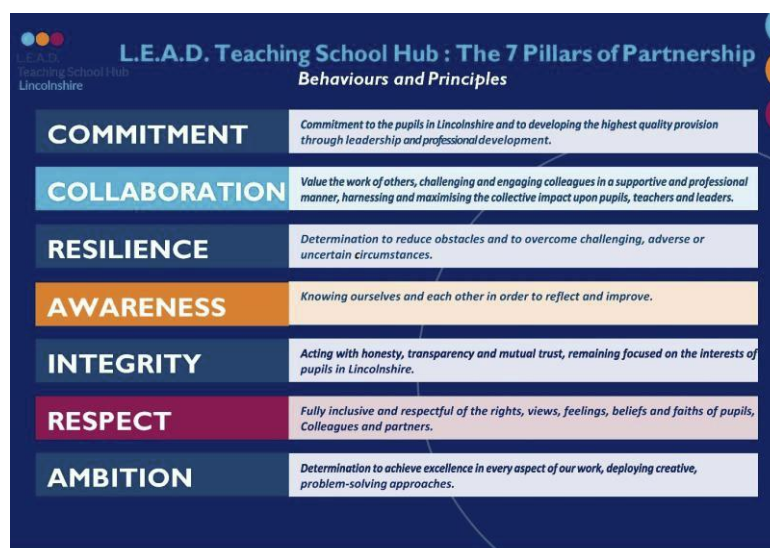 L.E.A.D. Teaching School Hub : The 7 Pillars of Partnership
Behaviours and Principles
L.E.A.D.
Teaching School Hub
Lincolnshire
COMMITMENT
Commitment to the pupils in Lincolnshire and to developing the highest quality provision
through leadership and professional development.
COLLABORATION
Value the work of others, challenging and engaging colleagues in a supportive and professional
manner, harnessing and maximising the collective impact upon pupils, teachers and leaders.
RESILIENCE
Determination to reduce obstacles and to overcome challenging, adverse or
uncertain circumstances.
AWARENESS
Knowing ourselves and each other in order to reflect and improve.
INTEGRITY
Acting with honesty, transparency and mutual trust, remaining focused on the interests of
pupils in Lincolnshire.
RESPECT
Fully inclusive and respectful of the rights, views, feelings, beliefs and faiths of pupils,
Colleagues and partners.
AMBITION
Determination to achieve excellence in every aspect of our work, deploying creative,
problem-solving approaches.